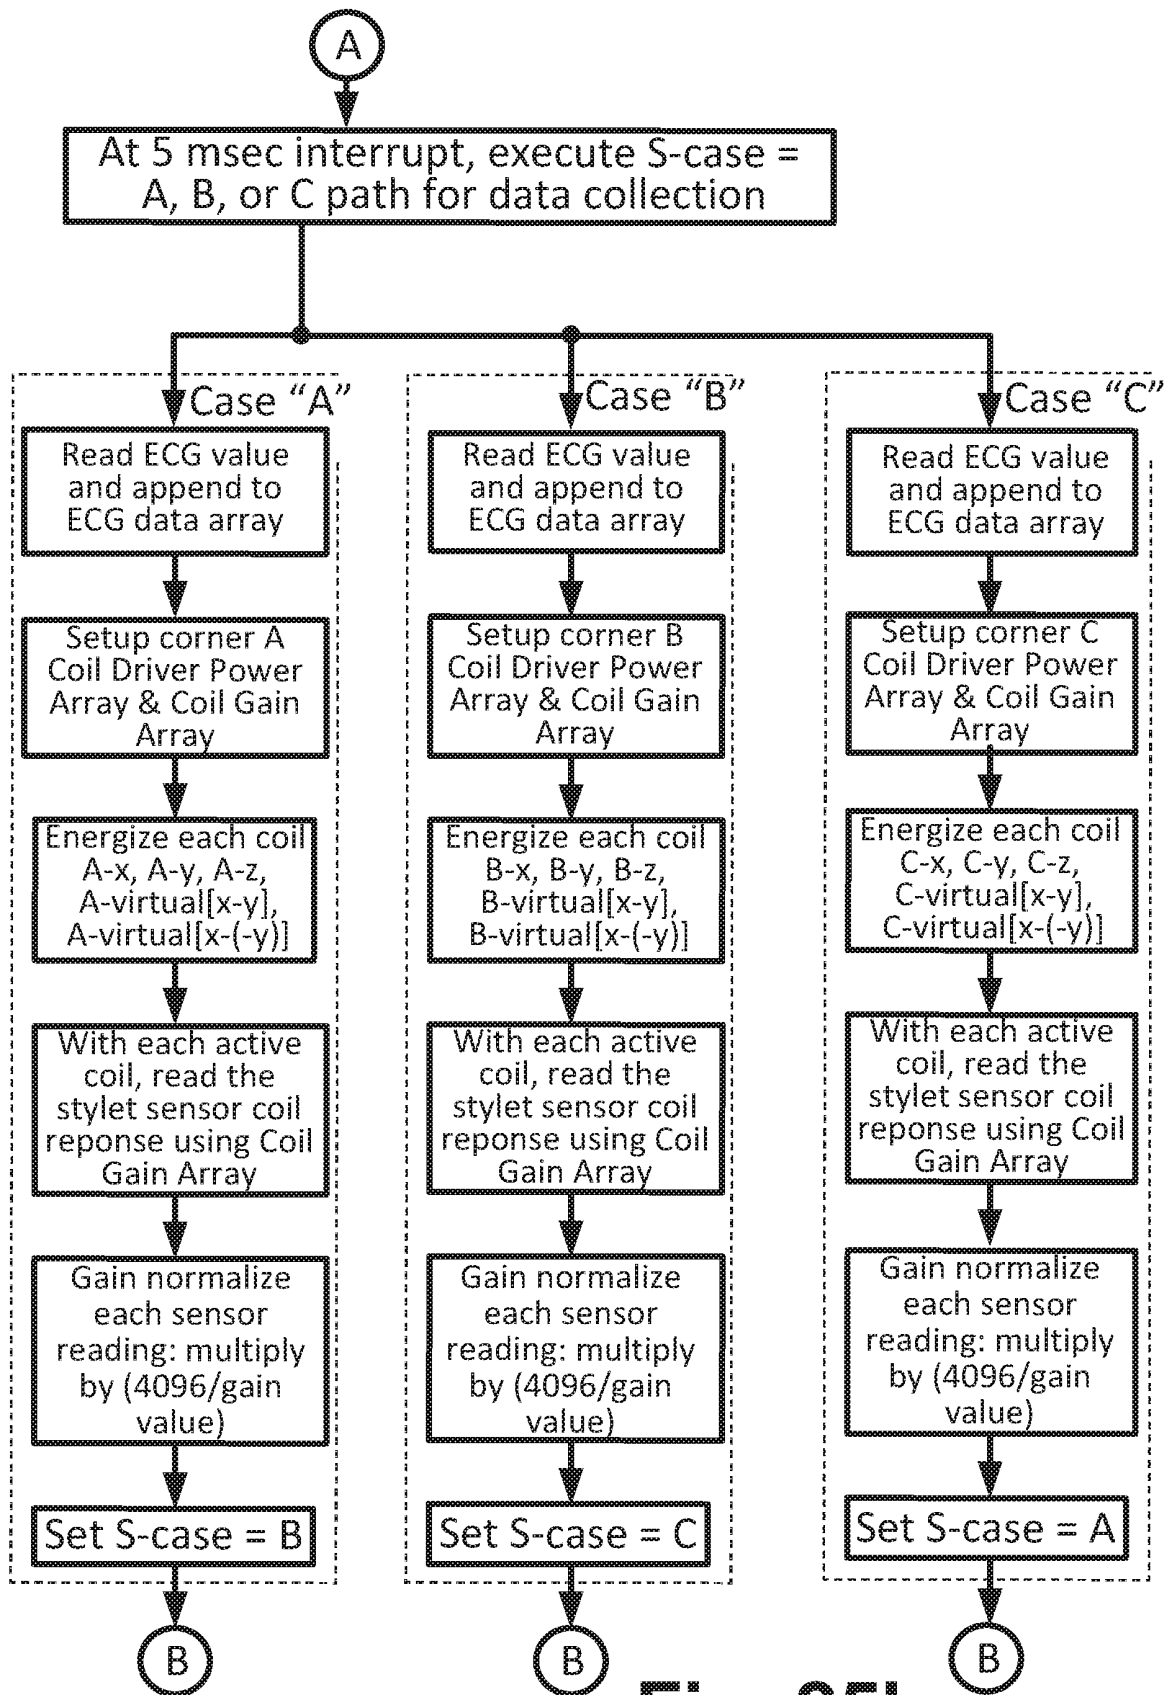 A
At 5 msec interrupt, execute S-case =
A, B, or C path for data collection
Case “A”
Read ECG value
and append to
ECG data array
Setup corner A
Coil Driver Power
Array & Coil Gain
Array
Energize each coil
A-x, A-y, A-z,
A-virtual[x-y],
A-virtual[x-(-y)]
With each active
coil, read the
stylet sensor coil
reponse using Coil
Gain Array
Gain normalize
each sensor
reading: multiply
by (4096/gain
value)
Set S-case = B
B
Case “B”
Read ECG value
and append to
ECG data array
Setup corner B
Coil Driver Power
Array & Coil Gain
Array
Energize each coil
B-x, B-y, B-z,
B-virtual[x-y],
B-virtual[x-(-y)]
With each active
coil, read the
stylet sensor coil
reponse using Coil
Gain Array
Gain normalize
each sensor
reading: multiply
by (4096/gain
value)
Set S-case = C
B
Case “C”
Read ECG value
and append to
ECG data array
Setup corner C
Coil Driver Power
Array & Coil Gain
Array
Energize each coil
C-x, C-y, C-z,
C-virtual[x-y],
C-virtual[x-(-y)]
With each active
coil, read the
stylet sensor coil
reponse using Coil
Gain Array
Gain normalize
each sensor
reading: multiply
by (4096/gain
value)
Set S-case = A
B